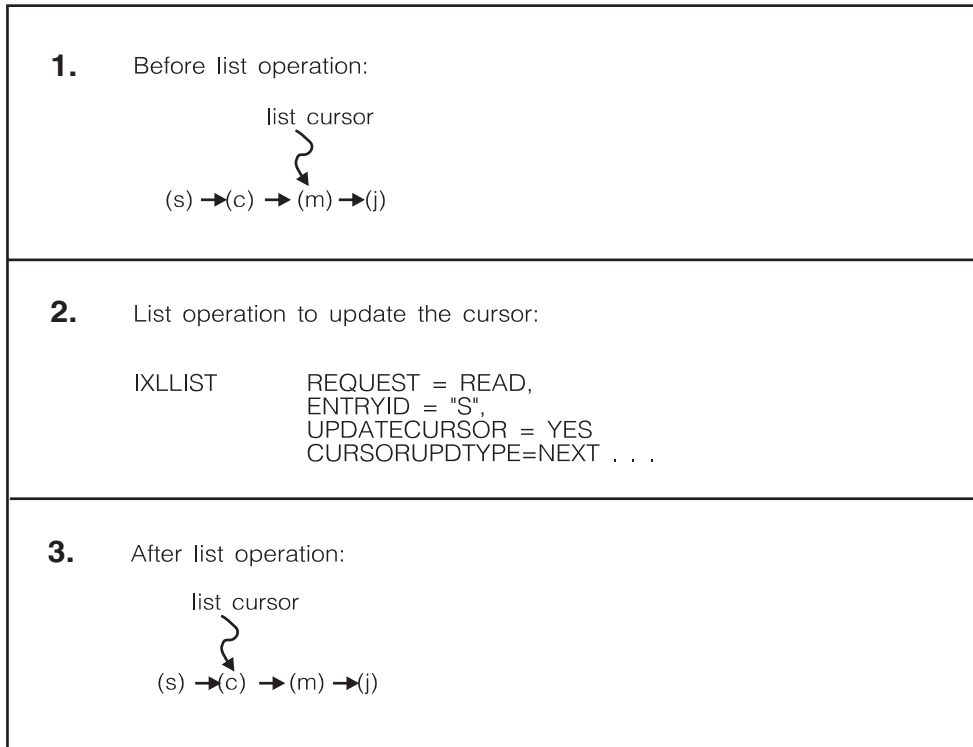 1. Before list operation:
list cursor
(s) → (c) → (m) → (j)
2. List operation to update the cursor:
IXLLIST REQUEST = READ,
ENTRYID = "S",
UPDATECURSOR = YES
CURSORUPDTYPE=NEXT . . .
3. After list operation:
list cursor
(s) → (c) → (m) → (j)